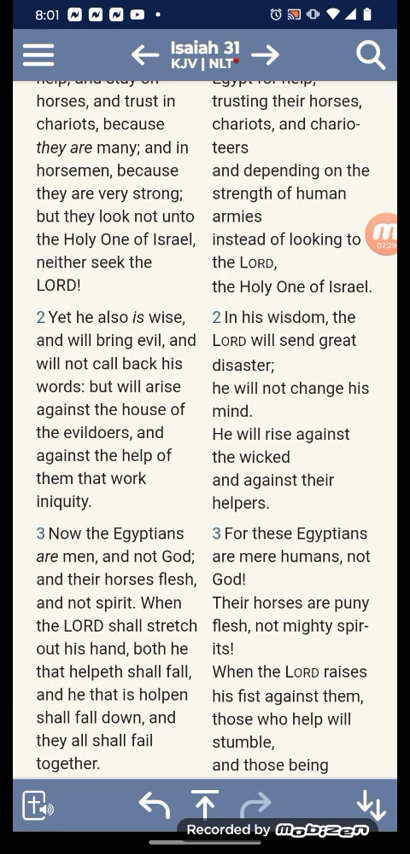 8:01
Isaiah 31
KJV | NLT*
help, and stay on
horses, and trust in
chariots, because
they are many; and in
horsemen, because
they are very strong;
but they look not unto
the Holy One of Israel,
neither seek the
LORD!
2 Yet he also is wise,
and will bring evil, and
will not call back his
words: but will arise
against the house of
the evildoers, and
against the help of
them that work
iniquity.
3 Now the Egyptians
are men, and not God;
and their horses flesh,
and not spirit. When
the LORD shall stretch
out his hand, both he
that helpeth shall fall,
and he that is holpen
shall fall down, and
they all shall fail
together.
Egypt for help,
trusting their horses,
chariots, and chario-
teers
and depending on the
strength of human
armies
instead of looking to
the LORD,
the Holy One of Israel.
2 In his wisdom, the
LORD will send great
disaster;
he will not change his
mind.
He will rise against
the wicked
and against their
helpers.
3 For these Egyptians
are mere humans, not
God!
Their horses are puny
flesh, not mighty spir-
its!
When the LORD raises
his fist against them,
those who help will
stumble,
and those being
02:29
Recorded by Mobizen